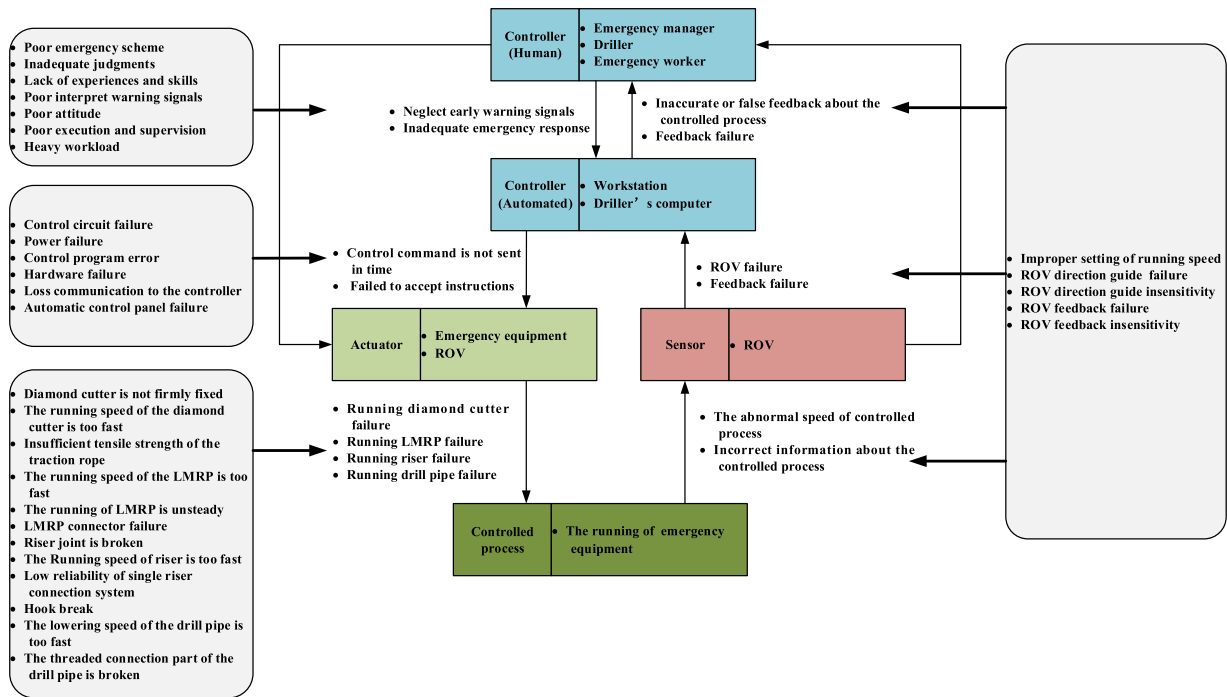 • Poor emergency scheme
• Inadequate judgments
• Lack of experiences and skills
• Poor interpret warning signals
• Poor attitude
• Poor execution and supervision
• Heavy workload
• Control circuit failure
• Power failure
• Control program error
• Hardware failure
• Loss communication to the controller
• Automatic control panel failure
• Diamond cutter is not firmly fixed
• The running speed of the diamond
cutter is too fast
• Insufficient tensile strength of the
traction rope
• The running speed of the LMRP is too
fast
• The running of LMRP is unsteady
• LMRP connector failure
• Riser joint is broken
• The Running speed of riser is too fast
• Low reliability of single riser
connection system
• Hook break
• The lowering speed of the drill pipe is
too fast
• The threaded connection part of the
drill pipe is broken
Controller
(Human)
• Emergency manager
• Driller
• Emergency worker
• Neglect early warning signals
• Inadequate emergency response
• Inaccurate or false feedback about the
controlled process
• Feedback failure
Controller
(Automated)
• Workstation
• Driller's computer
• Control command is not sent
in time
• Failed to accept instructions
• ROV failure
• Feedback failure
Actuator
• Emergency equipment
• ROV
Sensor
• ROV
• Running diamond cutter
failure
• Running LMRP failure
• Running riser failure
• Running drill pipe failure
• The abnormal speed of controlled
process
• Incorrect information about the
controlled process
Controlled
process
• The running of emergency
equipment
• Improper setting of running speed
• ROV direction guide failure
• ROV direction guide insensitivity
• ROV feedback failure
• ROV feedback insensitivity